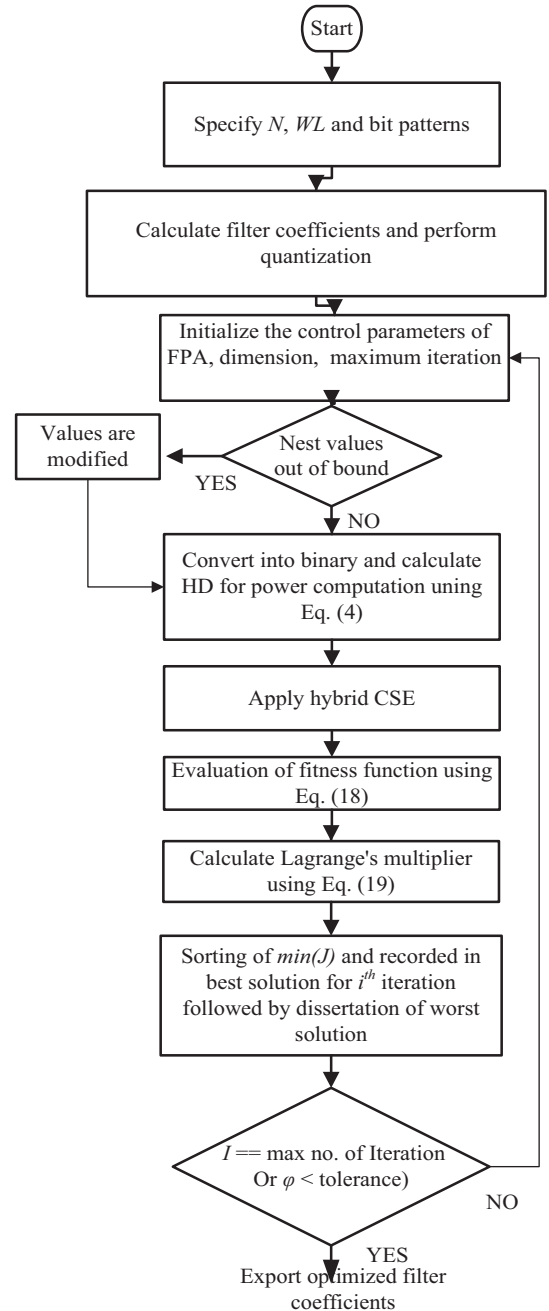 Start
Specify N, WL and bit patterns
Calculate filter coefficients and perform
quantization
Initialize the control parameters of
FPA, dimension, maximum iteration
Values are
modified
Nest values
out of bound
YES
NO
Convert into binary and calculate
HD for power computation uning
Eq. (4)
Apply hybrid CSE
Evaluation of fitness function using
Eq. (18)
Calculate Lagrange's multiplier
using Eq. (19)
Sorting of min(J) and recorded in
best solution for i^th iteration
followed by dissertation of worst
solution
I == max no. of Iteration
Or φ < tolerance)
NO
YES
Export optimized filter
coefficients